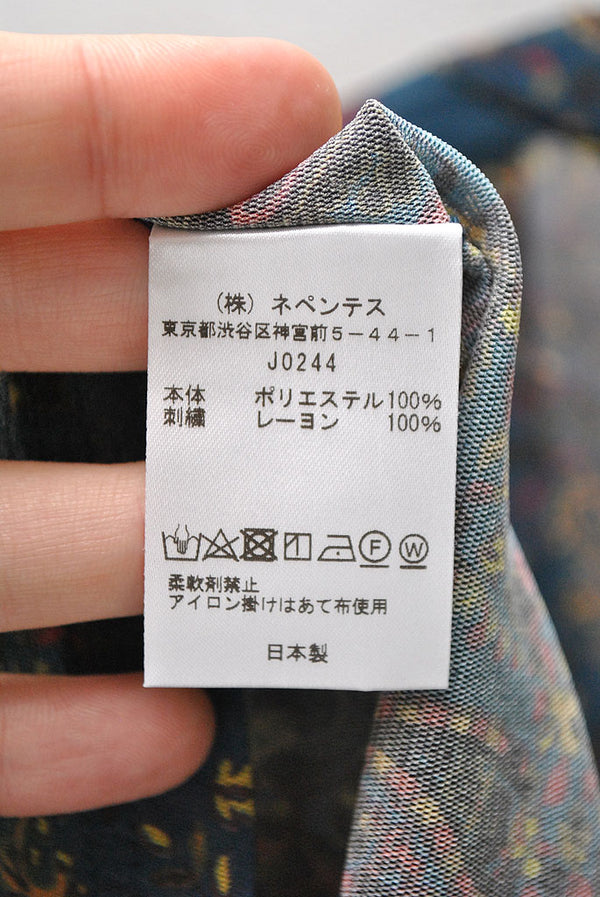 (株) ネペンテス
東京都渋谷区神宮前5-44-1
J0244
本体 ポリエステル100%
刺繍 レーヨン 100%
F W
柔軟剤禁止
アイロン掛けはあて布使用
日本製